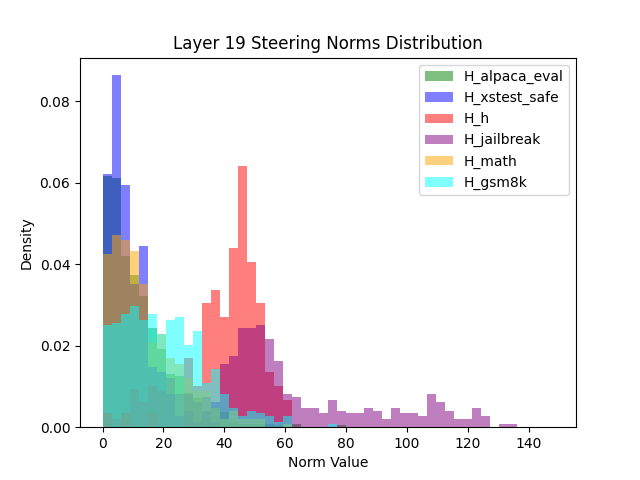 Layer 19 Steering Norms Distribution
H_alpaca_eval
H_xstest_safe
H_h
H_jailbreak
H_math
H_gsm8k
Density
0.08
0.06
0.04
0.02
0.00
0 20 40 60 80 100 120 140
Norm Value